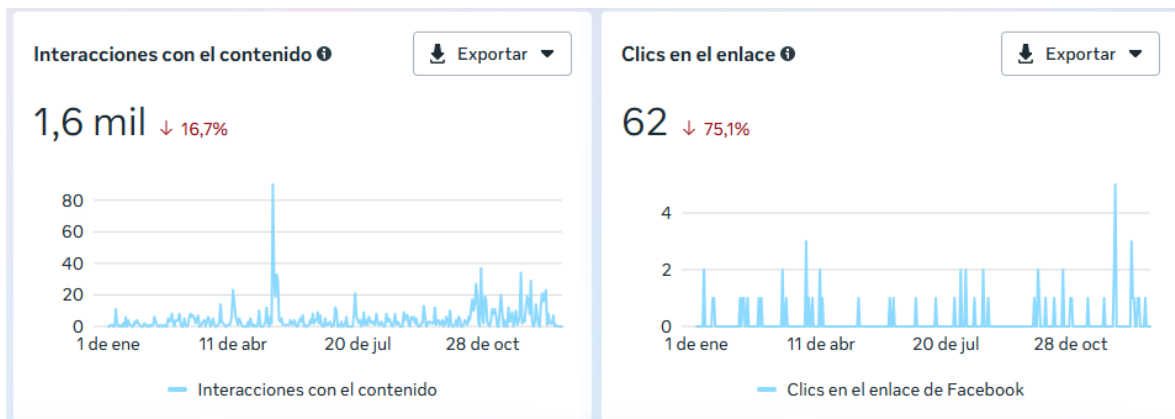 Interacciones con el contenido
Exportar
1,6 mil ↓ 16,7%
80
60
40
20
0
1 de ene
11 de abr
20 de jul
28 de oct
Interacciones con el contenido
Clics en el enlace
Exportar
62 ↓ 75,1%
4
2
0
1 de ene
11 de abr
20 de jul
28 de oct
Clics en el enlace de Facebook